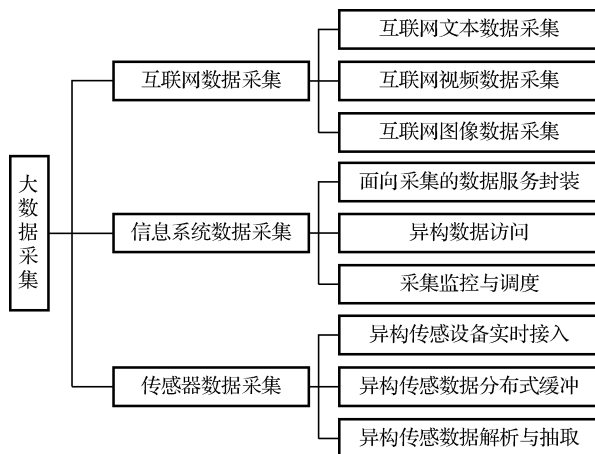 大数据采集
互联网数据采集
互联网文本数据采集
互联网视频数据采集
互联网图像数据采集
信息系统数据采集
面向采集的数据服务封装
异构数据访问
采集监控与调度
传感器数据采集
异构传感设备实时接入
异构传感数据分布式缓冲
异构传感数据解析与抽取